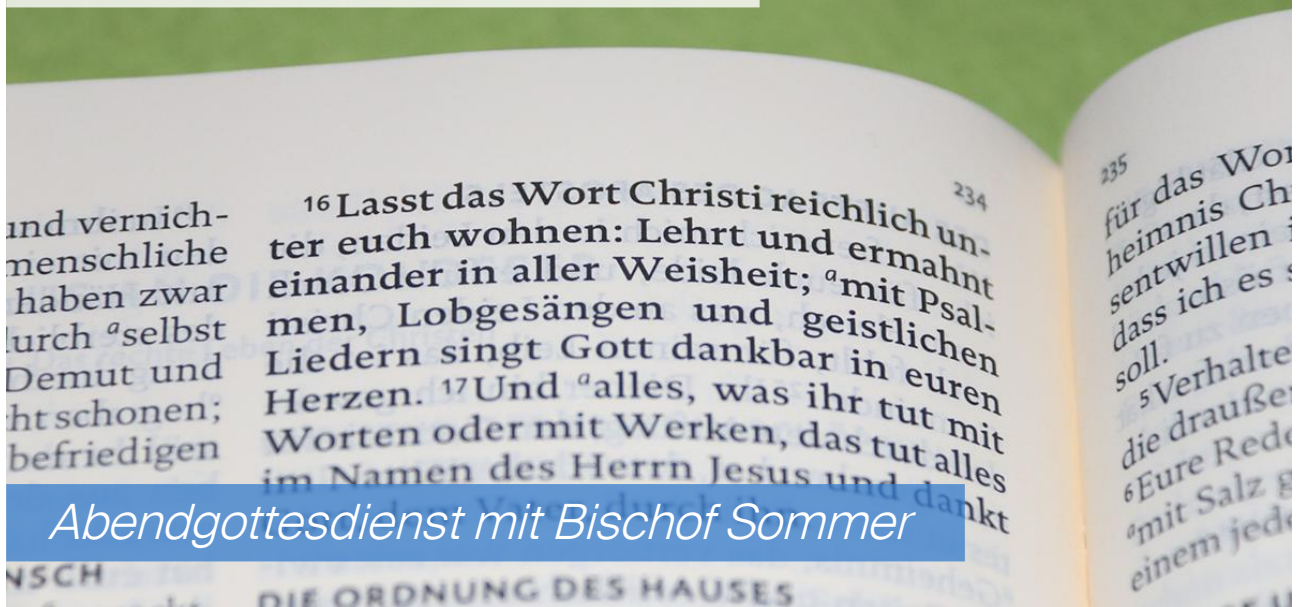 und vernich-
menschliche
haben zwar
durch ᵃselbst
Demut und
schonen;
befriedigen
NSCH
234
¹⁶Lasst das Wort Christi reichlich un-
ter euch wohnen: Lehrt und ermahnt
einander in aller Weisheit; ᵃmit Psal-
men, Lobgesängen und geistlichen
Liedern singt Gott dankbar in euren
Herzen. ¹⁷Und ᵃalles, was ihr tut mit
Worten oder mit Werken, das tut alles
im Namen des Herrn Jesus und dankt
Abendgottesdienst mit Bischof Sommer
DIE ORDNUNG DES HAUSES
235
für das Wor
heimnis Ch
sentwillen i
dass ich es s
soll.
⁵Verhalte
die draußen
⁶Eure Rede
ᵃmit Salz g
einem jede